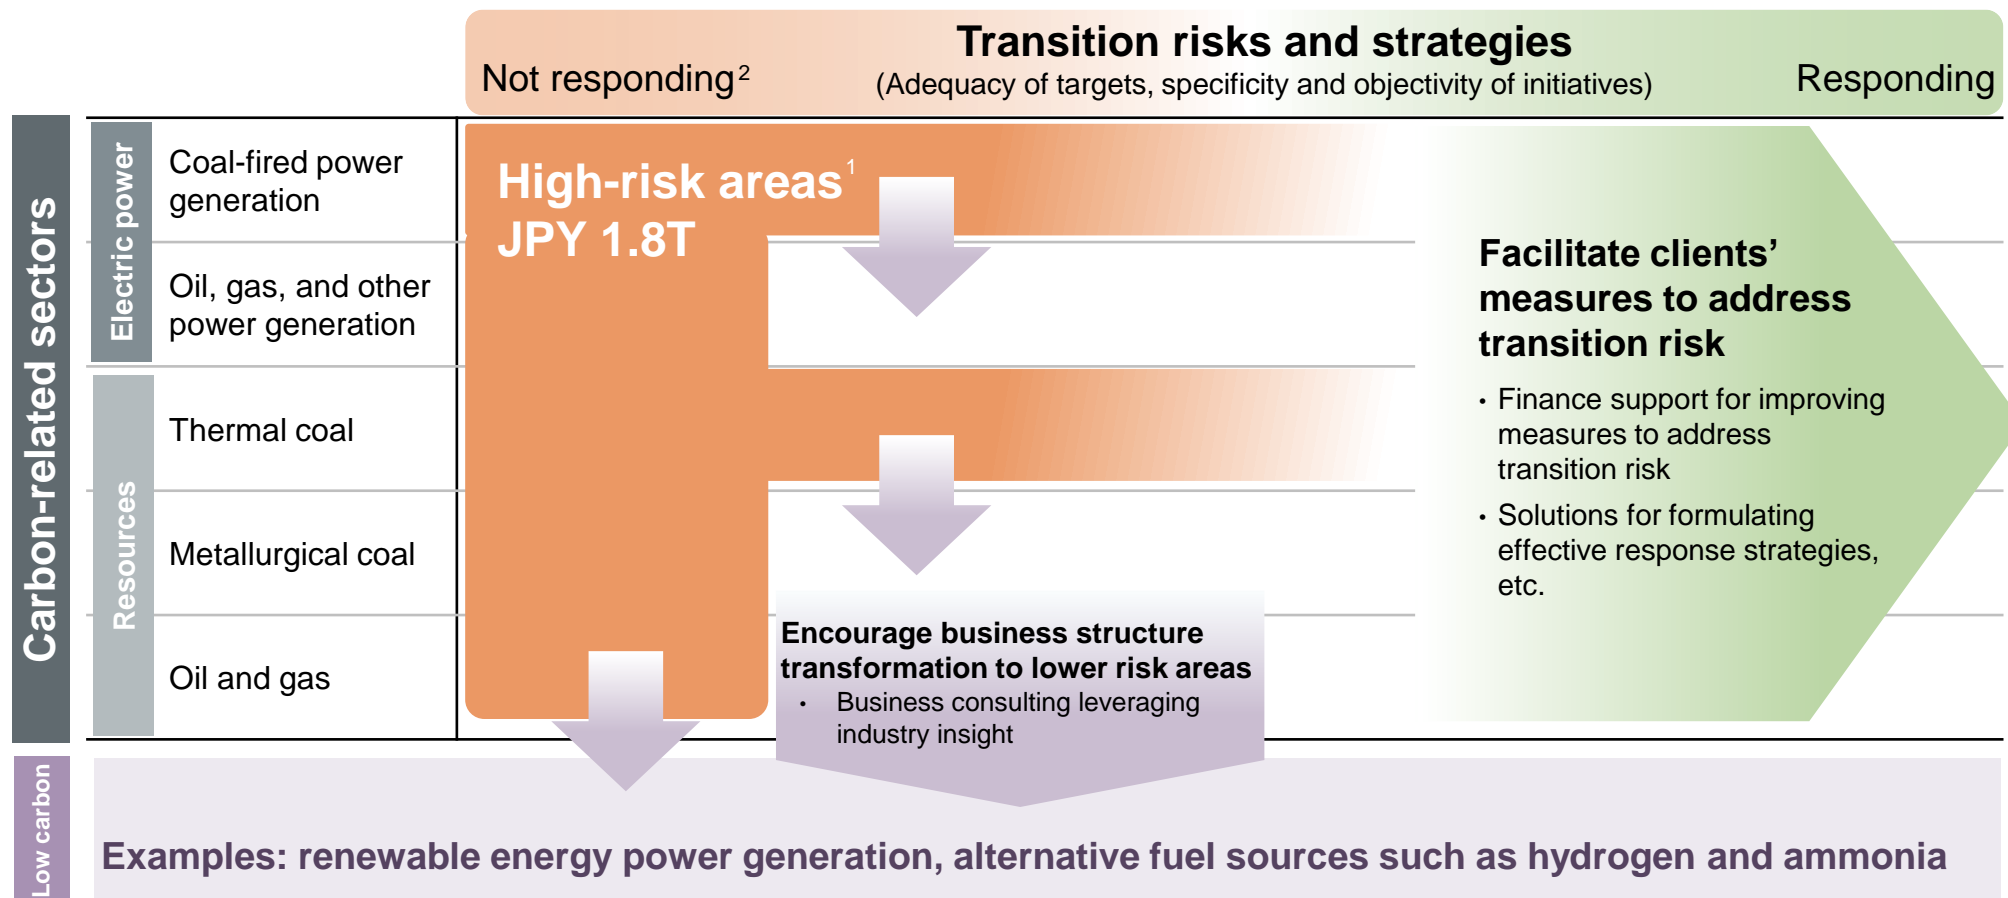 Transition risks and strategies
Not responding2
(Adequacy of targets, specificity and objectivity of initiatives)
Responding
Carbon-related sectors
Electric power
Coal-fired power
generation
Oil, gas, and other
power generation
Resources
Thermal coal
Metallurgical coal
Oil and gas
High-risk areas1
JPY 1.8T
Facilitate clients’
measures to address
transition risk
• Finance support for improving
measures to address
transition risk
• Solutions for formulating
effective response strategies,
etc.
Encourage business structure
transformation to lower risk areas
• Business consulting leveraging
industry insight
Low carbon
Examples: renewable energy power generation, alternative fuel sources such as hydrogen and ammonia